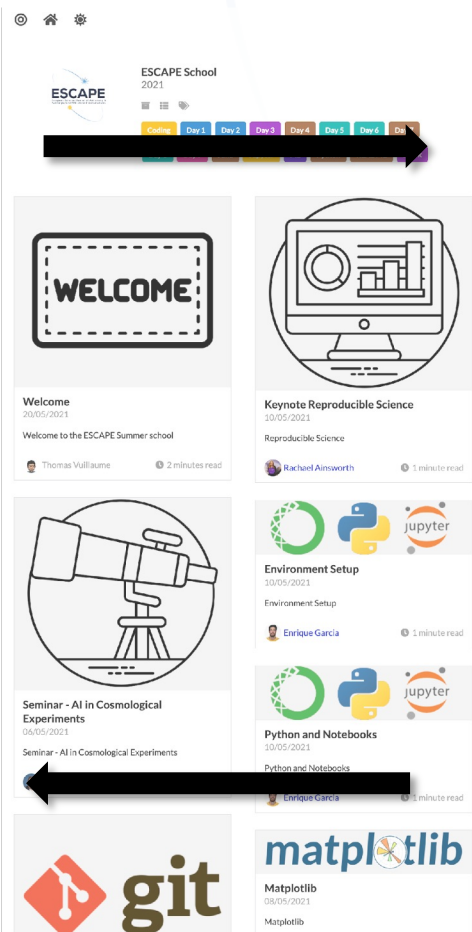 ESCAPE
ESCAPE School
2021
Coding Day 1 Day 2 Day 3 Day 4 Day 5 Day 6
WELCOME
Welcome
20/05/2021
Welcome to the ESCAPE Summer school
Thomas Vuillaume 2 minutes read
Keynote Reproducible Science
10/05/2021
Reproducible Science
Rachael Ainsworth 1 minute read
Seminar - AI in Cosmological
Experiments
06/05/2021
Seminar - AI in Cosmological Experiments
jupyter
Environment Setup
10/05/2021
Environment Setup
Enrique Garcia 1 minute read
jupyter
Python and Notebooks
10/05/2021
Python and Notebooks
Enrique Garcia 1 minute read
git
matplotlib
Matplotlib
08/05/2021
Matplotlib